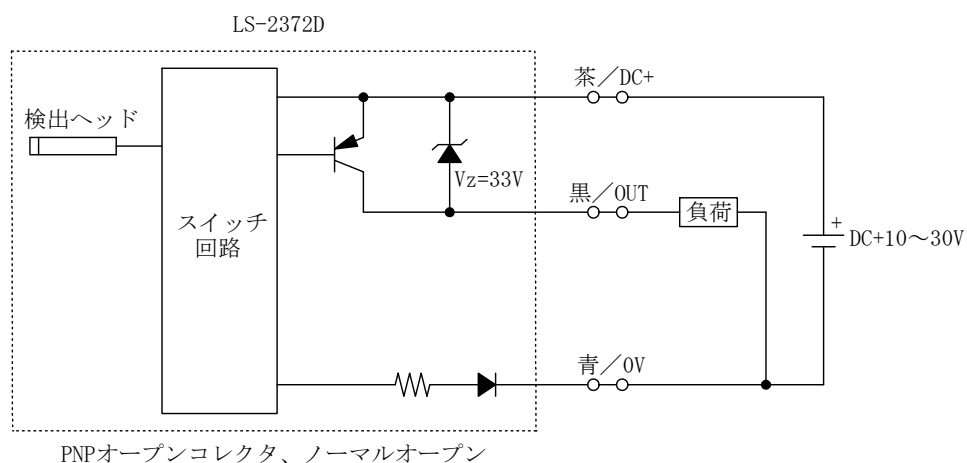 LS-2372D
茶／DC+
検出ヘッド
Vz=33V
黒／OUT
スイッチ
回路
負荷
+
DC+10～30V
青／0V
PNPオープンコレクタ、ノーマルオープン